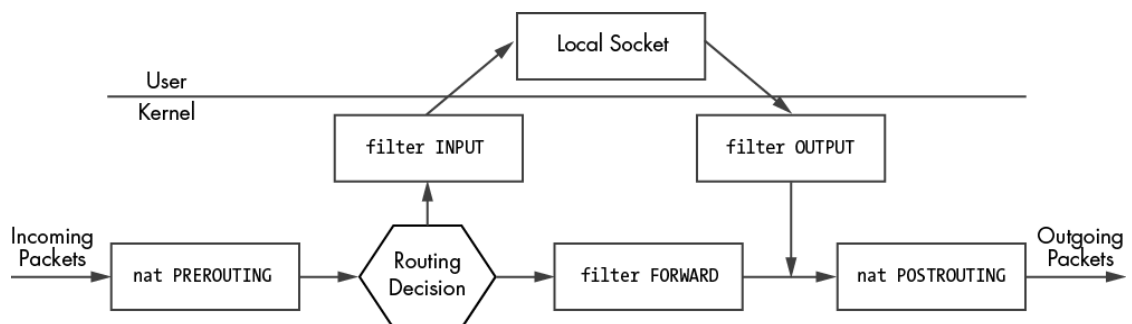 Local Socket
User
Kernel
filter INPUT
filter OUTPUT
Incoming
Packets
nat PREROUTING
Routing
Decision
filter FORWARD
nat POSTROUTING
Outgoing
Packets